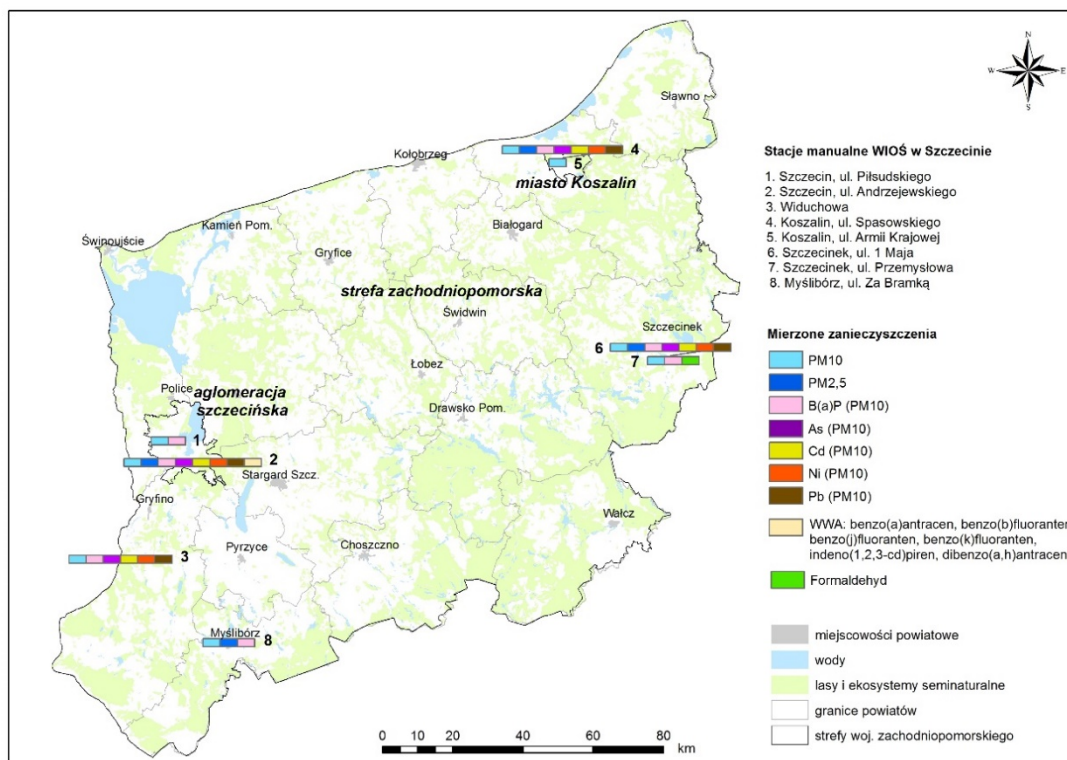 N
W
E
S
Sławno
Kołobrzeg
4
5
miasto Koszalin
Białogard
Kamień Pom.
Świnoujście
Gryfice
strefa zachodniopomorska
Świdwin
Szczecinek
6
7
Łobez
Police
aglomeracja
szczecińska
Drawsko Pom.
1
2
Stargard Szcz.
Gryfino
Wałcz
3
Pyrzyce
Choszczno
Myślibórz
8
0 10 20 40 60 80
km
Stacje manualne WIOŚ w Szczecinie
1. Szczecin, ul. Piłsudskiego
2. Szczecin, ul. Andrzejewskiego
3. Widuchowa
4. Koszalin, ul. Spasowskiego
5. Koszalin, ul. Armii Krajowej
6. Szczecinek, ul. 1 Maja
7. Szczecinek, ul. Przemysłowa
8. Myślibórz, ul. Za Bramką
Mierzone zanieczyszczenia
PM10
PM2,5
B(a)P (PM10)
As (PM10)
Cd (PM10)
Ni (PM10)
Pb (PM10)
WWA: benzo(a)antracen, benzo(b)fluoranten
benzo(j)fluoranten, benzo(k)fluoranten,
indeno(1,2,3-cd)piren, dibenzo(a,h)antracen
Formaldehyd
miejscowości powiatowe
wody
lasy i ekosystemy seminaturalne
granice powiatów
strefy woj. zachodniopomorskiego